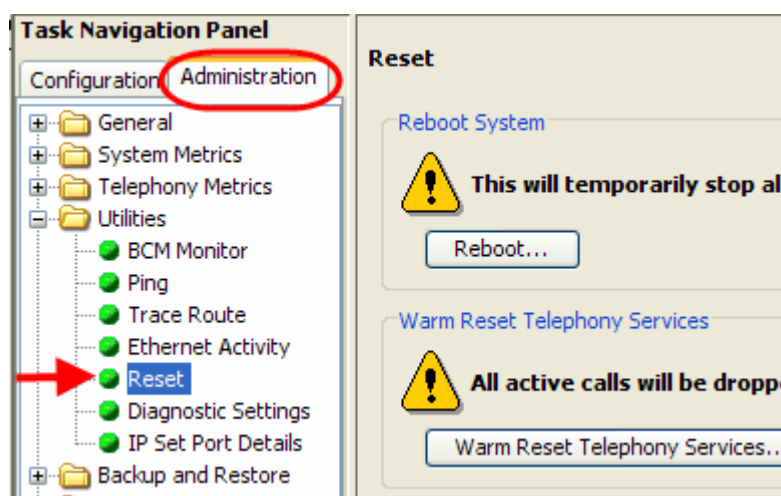 Task Navigation Panel
Configuration
Administration
General
System Metrics
Telephony Metrics
Utilities
BCM Monitor
Ping
Trace Route
Ethernet Activity
Reset
Diagnostic Settings
IP Set Port Details
Backup and Restore
Reset
Reboot System
This will temporarily stop al
Reboot...
Warm Reset Telephony Services
All active calls will be droppe
Warm Reset Telephony Services..